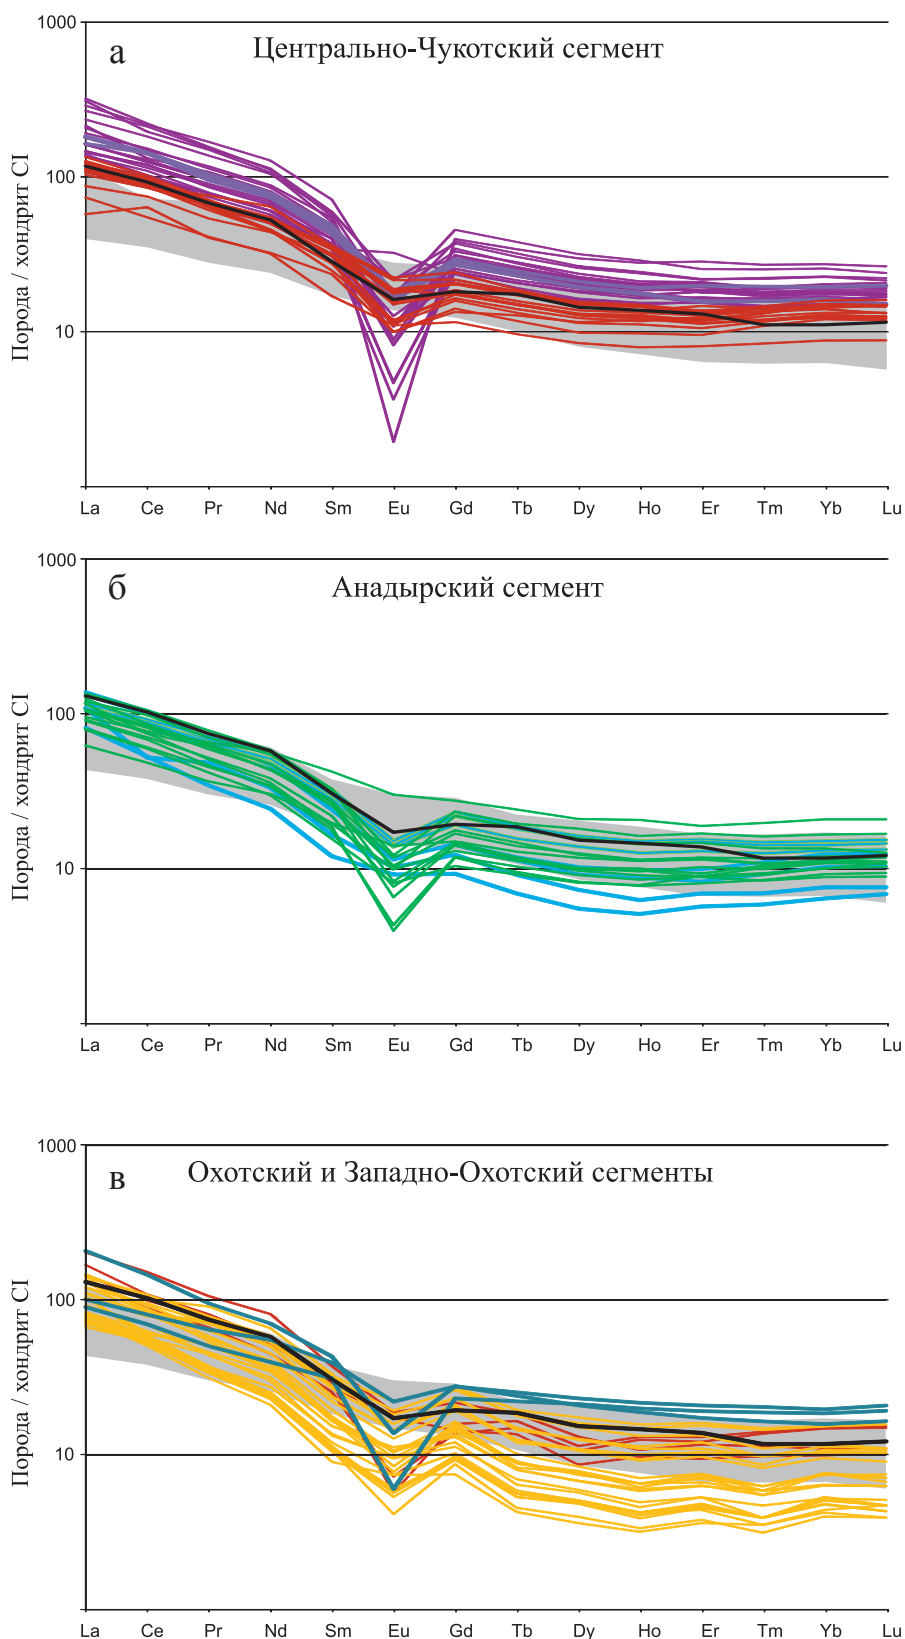 1000
а
Центрально-Чукотский сегмент
100
10
Порода / хондрит CI
La Ce Pr Nd Sm Eu Gd Tb Dy Ho Er Tm Yb Lu
1000
б
Анадырский сегмент
100
10
Порода / хондрит CI
La Ce Pr Nd Sm Eu Gd Tb Dy Ho Er Tm Yb Lu
1000
в
Охотский и Западно-Охотский сегменты
100
10
Порода / хондрит CI
La Ce Pr Nd Sm Eu Gd Tb Dy Ho Er Tm Yb Lu